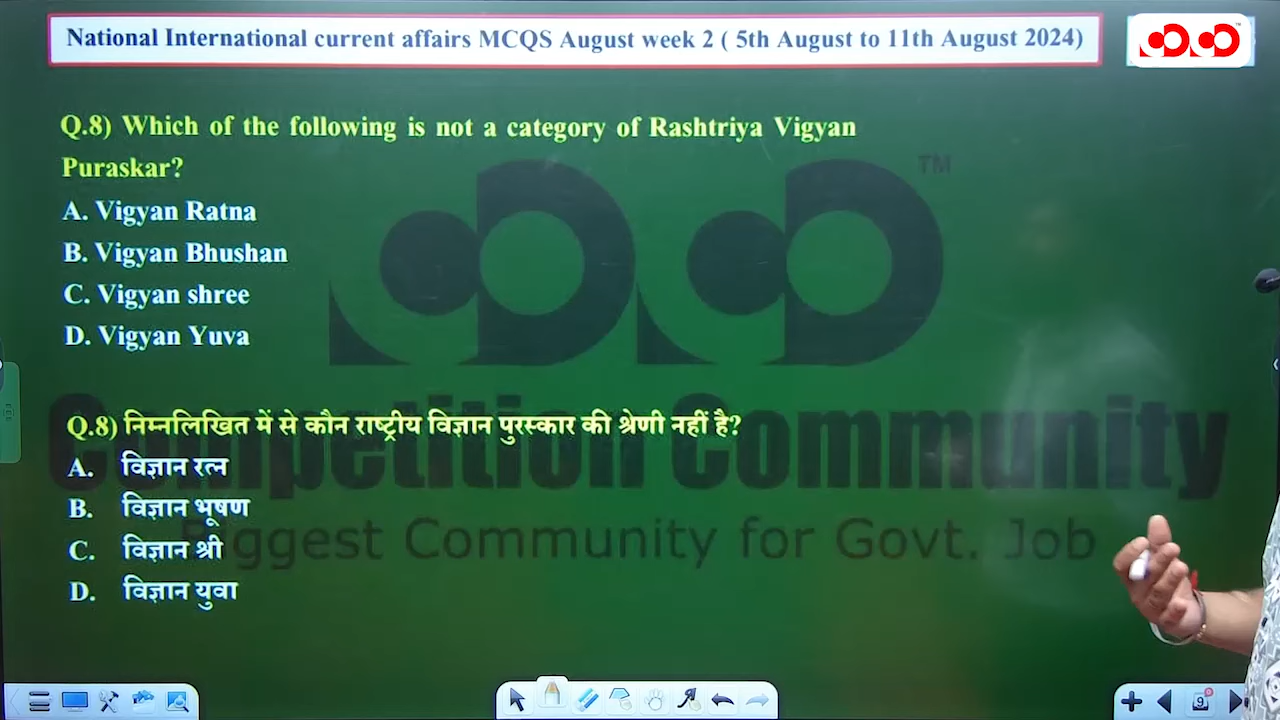 National International current affairs MCQS August week 2 ( 5th August to 11th August 2024)
TM
Q.8) Which of the following is not a category of Rashtriya Vigyan
Puraskar?
A. Vigyan Ratna
B. Vigyan Bhushan
C. Vigyan shree
D. Vigyan Yuva
Competition Community
Biggest Community for Govt. Job
Q.8) निम्नलिखित में से कौन राष्ट्रीय विज्ञान पुरस्कार की श्रेणी नहीं है?
A. विज्ञान रत्न
B. विज्ञान भूषण
C. विज्ञान श्री
D. विज्ञान युवा
9